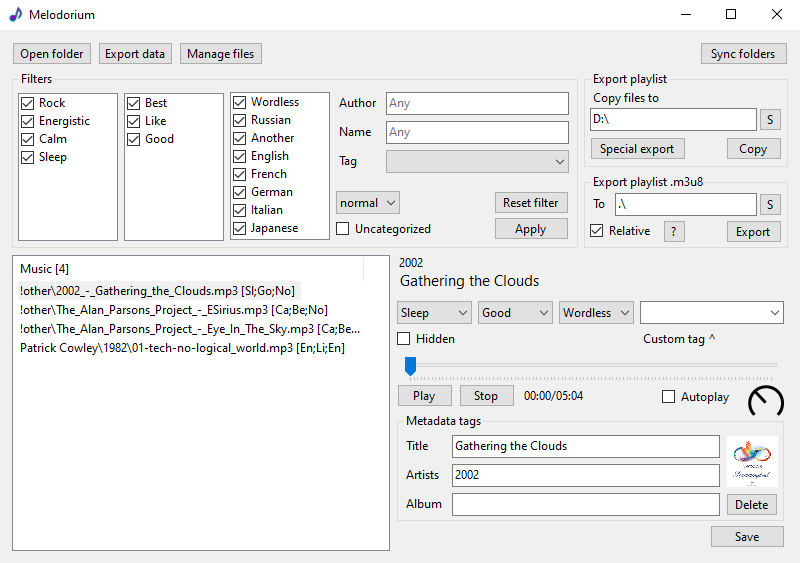 Melodorium
Open folder
Export data
Manage files
Sync folders
Filters
Rock
Energistic
Calm
Sleep
Best
Like
Good
Wordless
Russian
Another
English
French
German
Italian
Japanese
Author
Any
Name
Any
Tag
normal
Reset filter
Uncategorized
Apply
Export playlist
Copy files to
D:\
S
Special export
Copy
Export playlist .m3u8
To
.\
S
Relative
?
Export
Music [4]
!other\2002_-_Gathering_the_Clouds.mp3 [Sl;Go;No]
!other\The_Alan_Parsons_Project_-_ESirius.mp3 [Ca;Be;No]
!other\The_Alan_Parsons_Project_-_Eye_In_The_Sky.mp3 [Ca;Be...
Patrick Cowley\1982\01-tech-no-logical_world.mp3 [En;Li;En]
2002
Gathering the Clouds
Sleep
Good
Wordless
Hidden
Custom tag ^
Play
Stop
00:00/05:04
Autoplay
Metadata tags
Title
Gathering the Clouds
Artists
2002
Album
Delete
Save